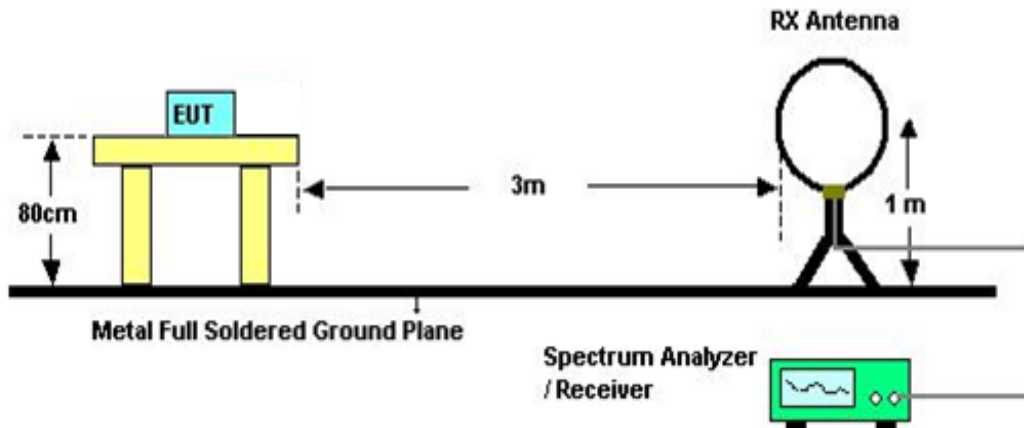 RX Antenna
EUT
80cm
3m
1 m
Metal Full Soldered Ground Plane
Spectrum Analyzer
/ Receiver